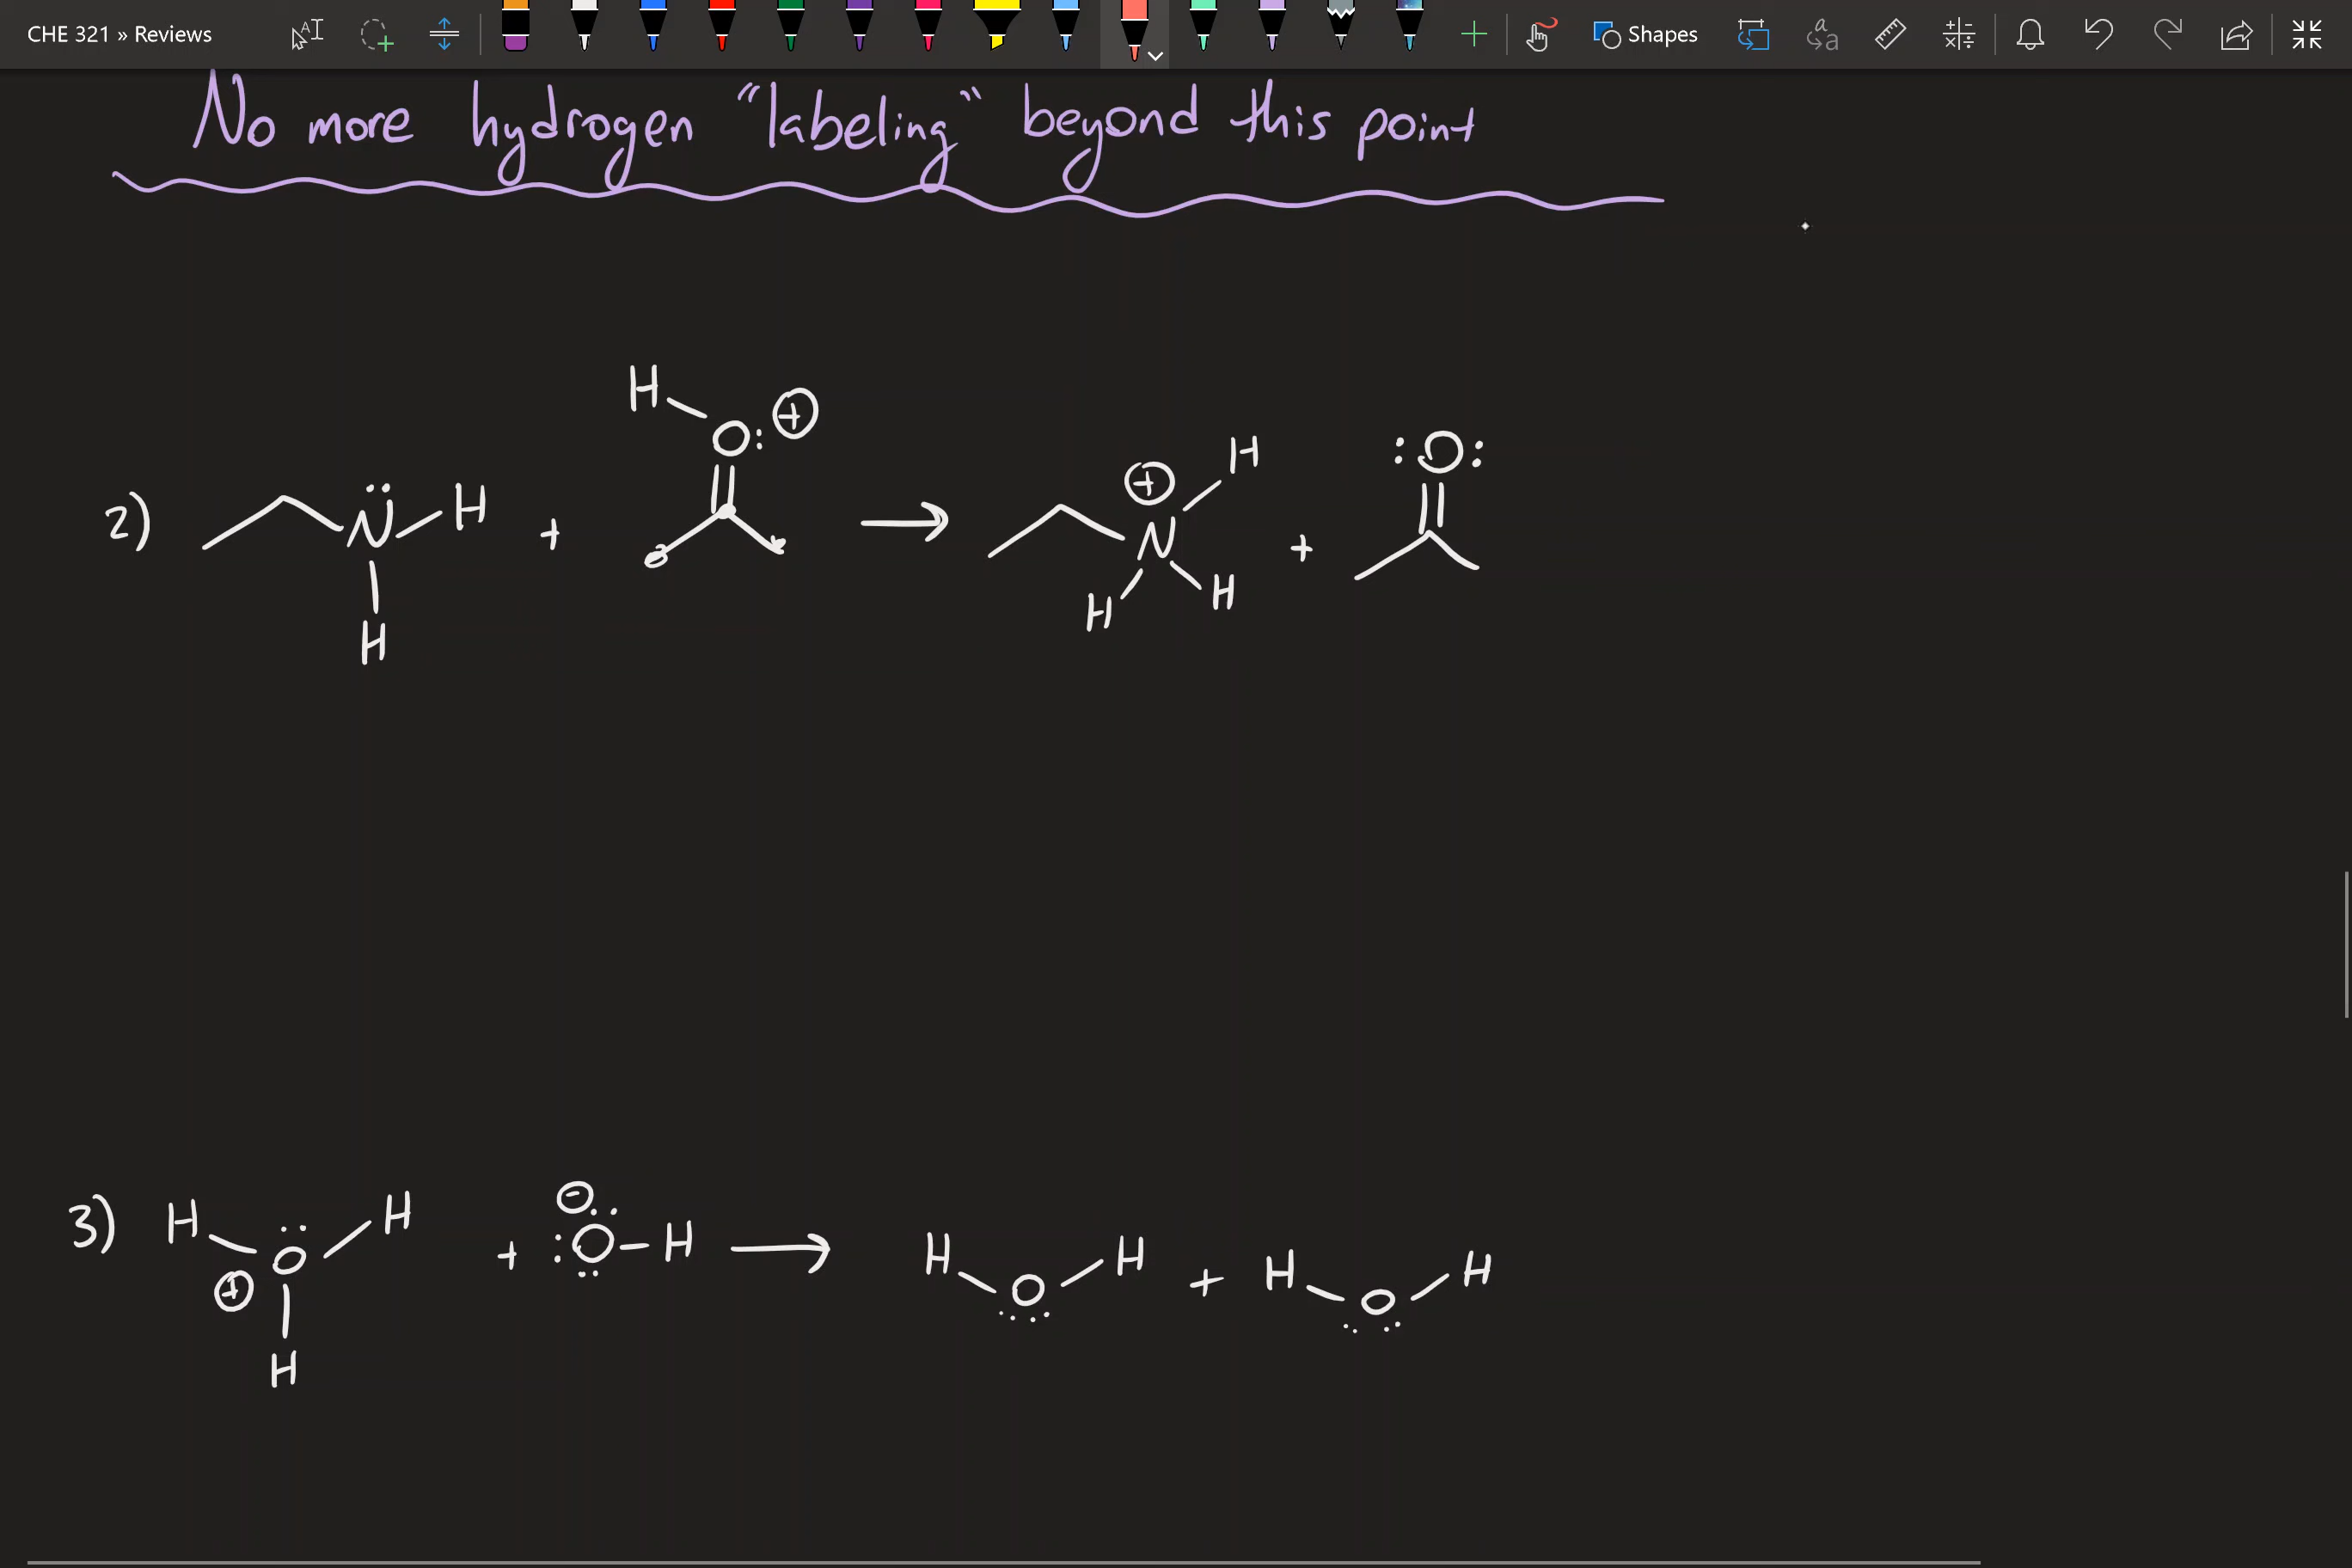 CHE 321 » Reviews
Shapes
No more hydrogen "labeling" beyond this point
H
O: ⊕
2) N̈ H + → ⊕ N H + :O:
H H H
3) H Ö H + ⊖ :O H → H O H + H O H
⊕
H